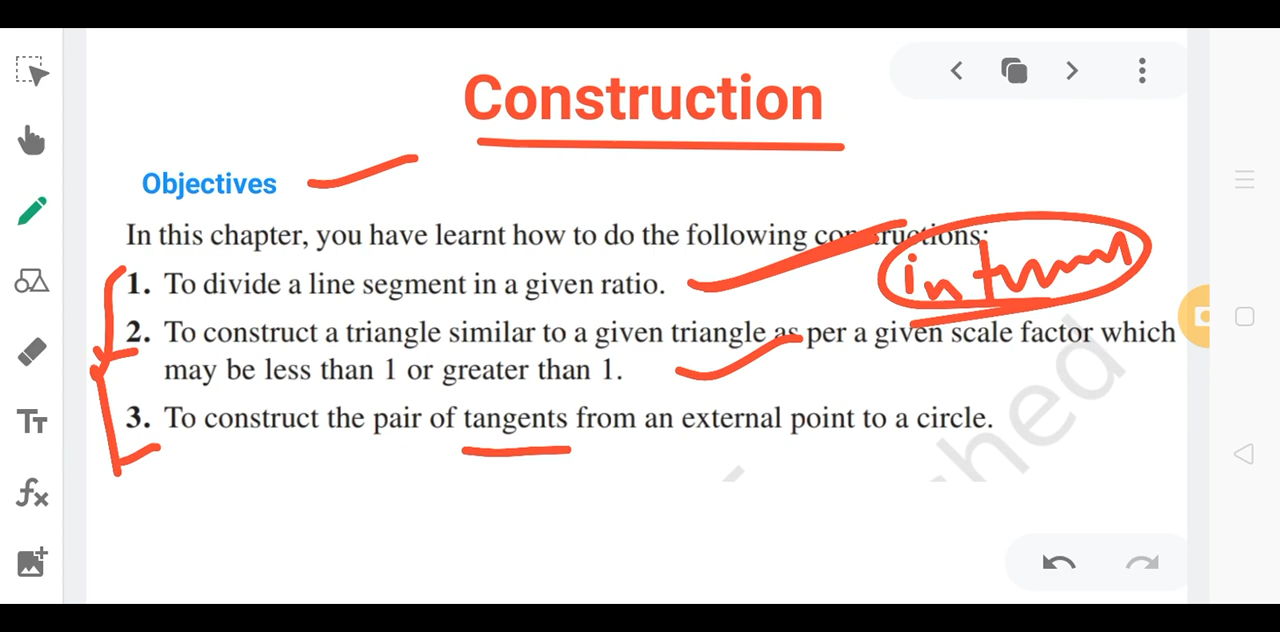 Construction
Objectives
In this chapter, you have learnt how to do the following constructions:
1. To divide a line segment in a given ratio.
2. To construct a triangle similar to a given triangle as per a given scale factor which
may be less than 1 or greater than 1.
3. To construct the pair of tangents from an external point to a circle.
Tт
fx